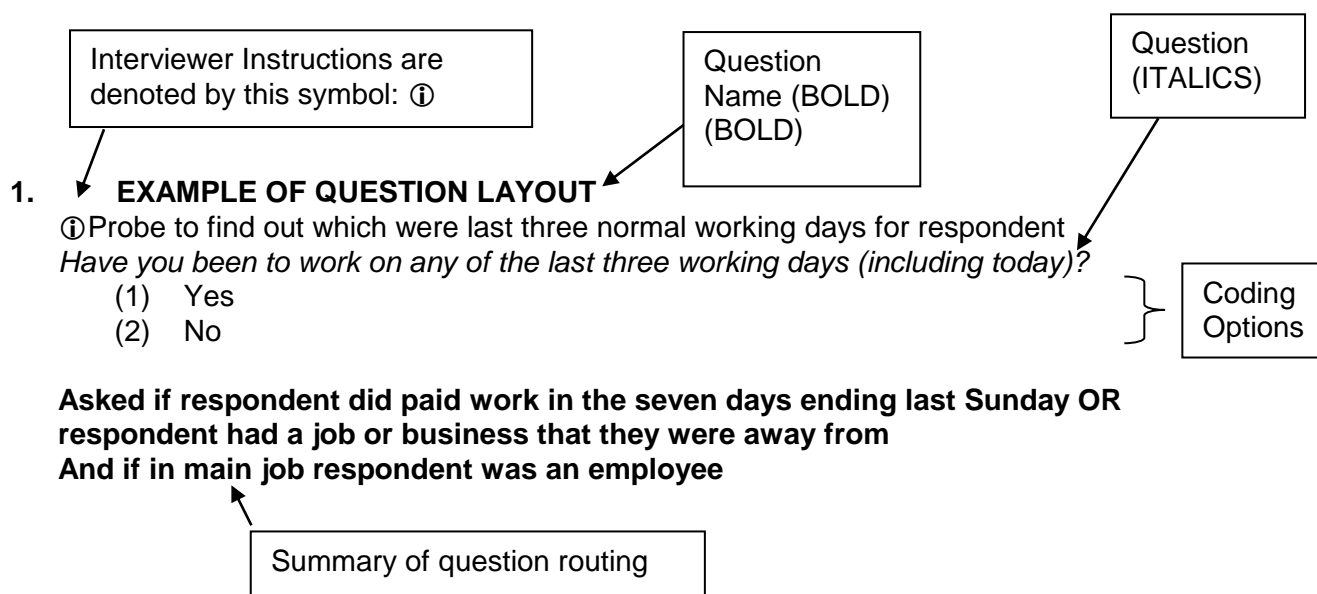 Interviewer Instructions are
denoted by this symbol: ⓘ
Question
Name (BOLD)
(BOLD)
Question
(ITALICS)
1. EXAMPLE OF QUESTION LAYOUT
ⓘProbe to find out which were last three normal working days for respondent
Have you been to work on any of the last three working days (including today)?
(1) Yes
(2) No
Coding
Options
Asked if respondent did paid work in the seven days ending last Sunday OR
respondent had a job or business that they were away from
And if in main job respondent was an employee
Summary of question routing